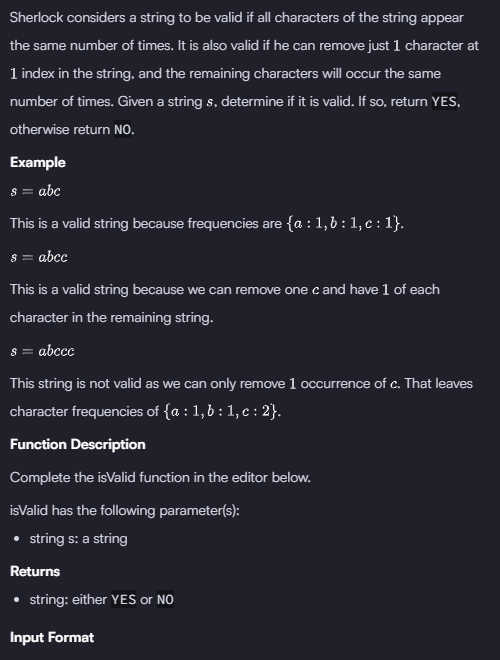 Sherlock considers a string to be valid if all characters of the string appear
the same number of times. It is also valid if he can remove just 1 character at
1 index in the string, and the remaining characters will occur the same
number of times. Given a string s, determine if it is valid. If so, return YES,
otherwise return NO.
Example
s = abc
This is a valid string because frequencies are {a : 1, b : 1, c : 1}.
s = abcc
This is a valid string because we can remove one c and have 1 of each
character in the remaining string.
s = abccc
This string is not valid as we can only remove 1 occurrence of c. That leaves
character frequencies of {a : 1, b : 1, c : 2}.
Function Description
Complete the isValid function in the editor below.
isValid has the following parameter(s):
• string s: a string
Returns
• string: either YES or NO
Input Format